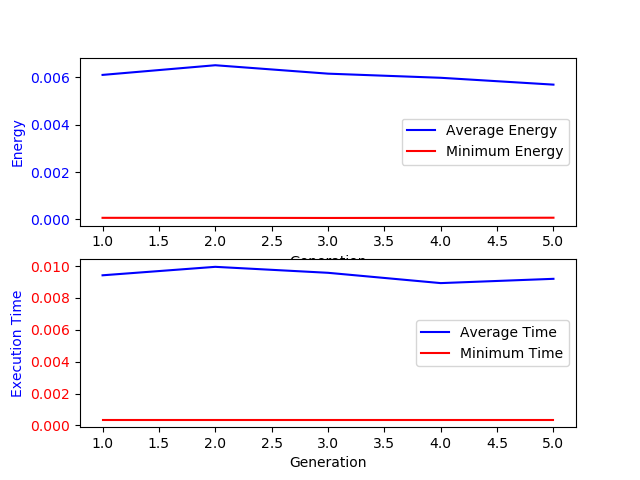 0.006
0.004
0.002
0.000
Energy
Average Energy
Minimum Energy
1.0 1.5 2.0 2.5 3.0 3.5 4.0 4.5 5.0
Generation
0.010
0.008
0.006
0.004
0.002
0.000
Execution Time
Average Time
Minimum Time
1.0 1.5 2.0 2.5 3.0 3.5 4.0 4.5 5.0
Generation